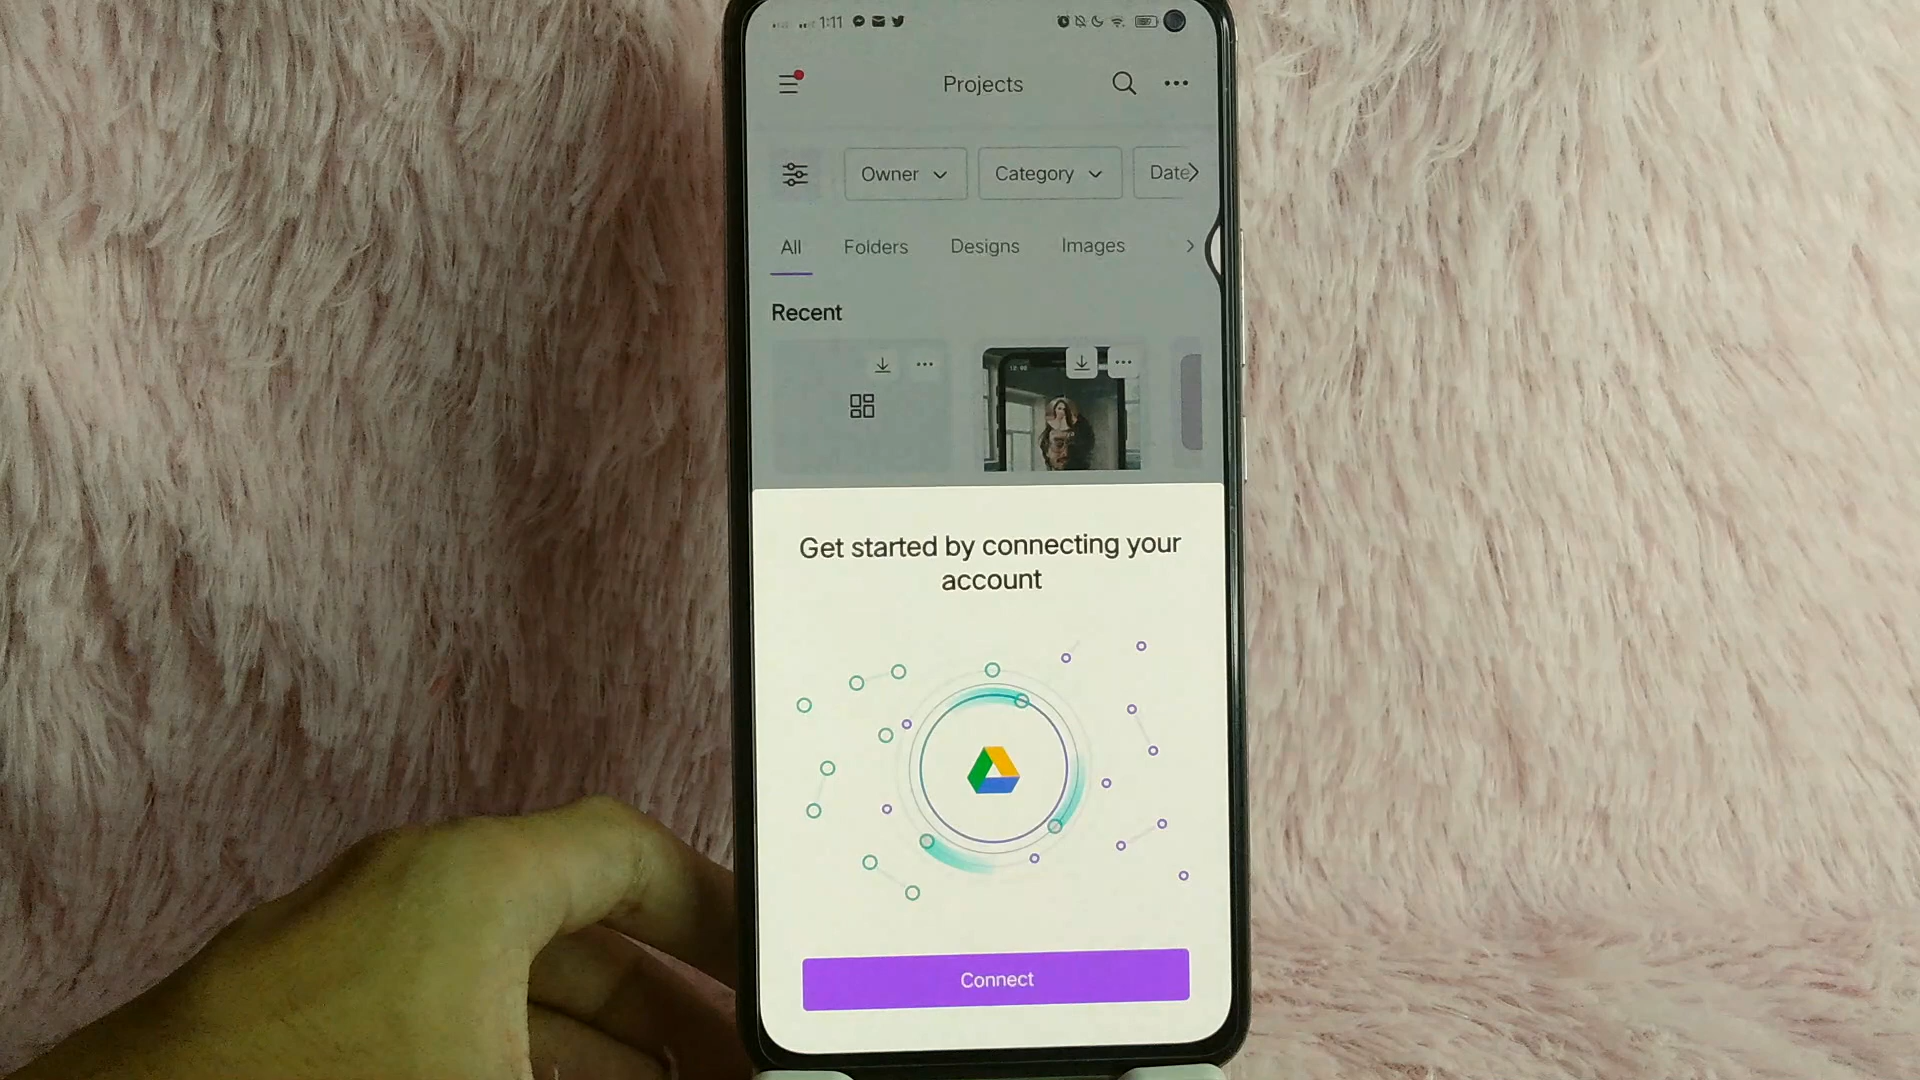 1:11
Projects
Owner
Category
Date
All
Folders
Designs
Images
Recent
Get started by connecting your
account
Connect